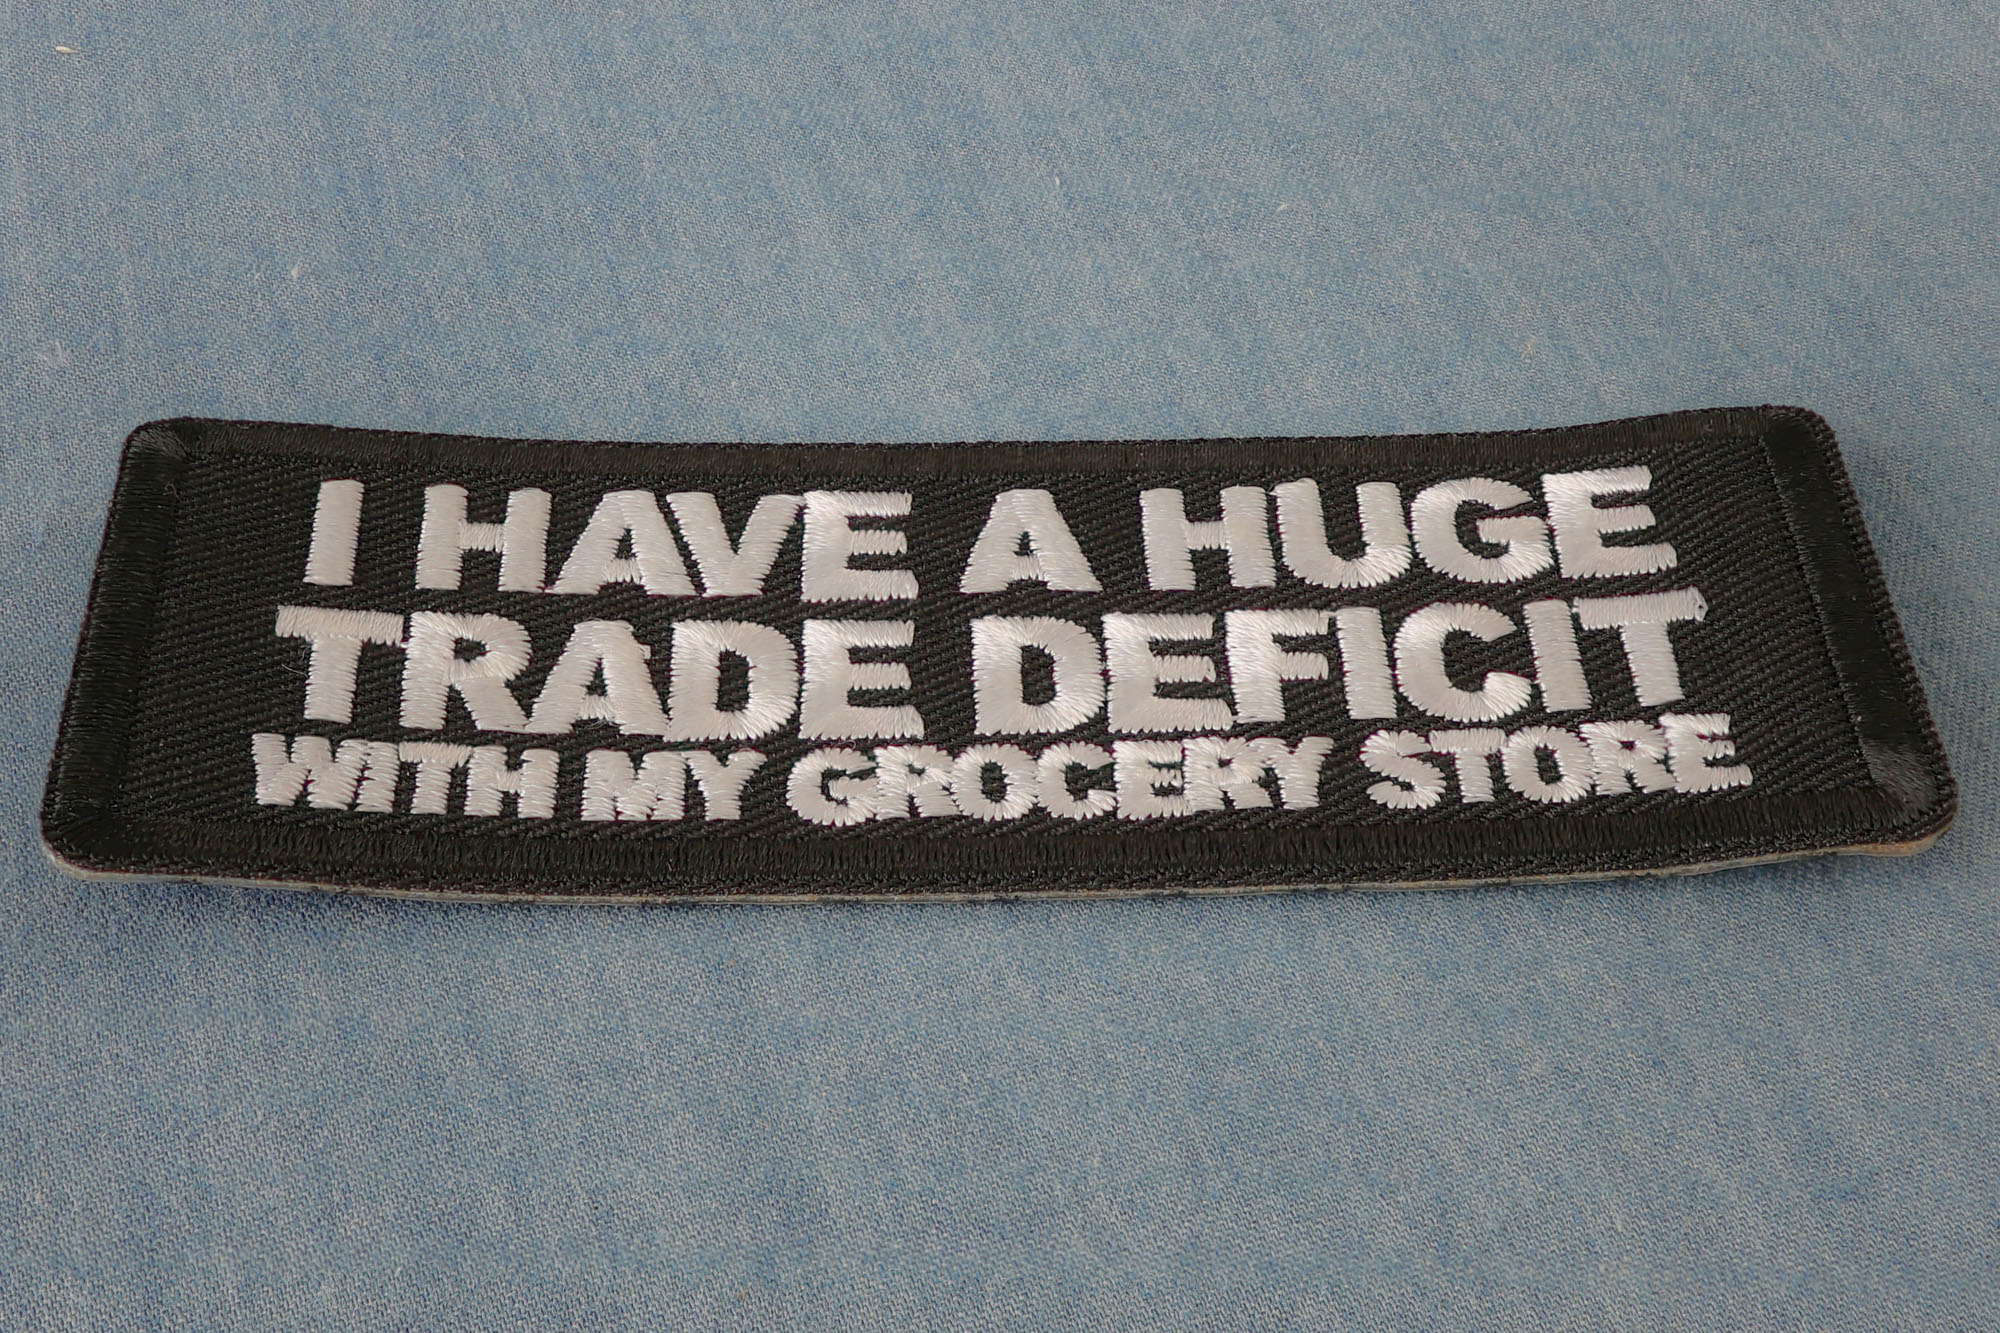 I HAVE A HUGE
TRADE DEFICIT
WITH MY GROCERY STORE